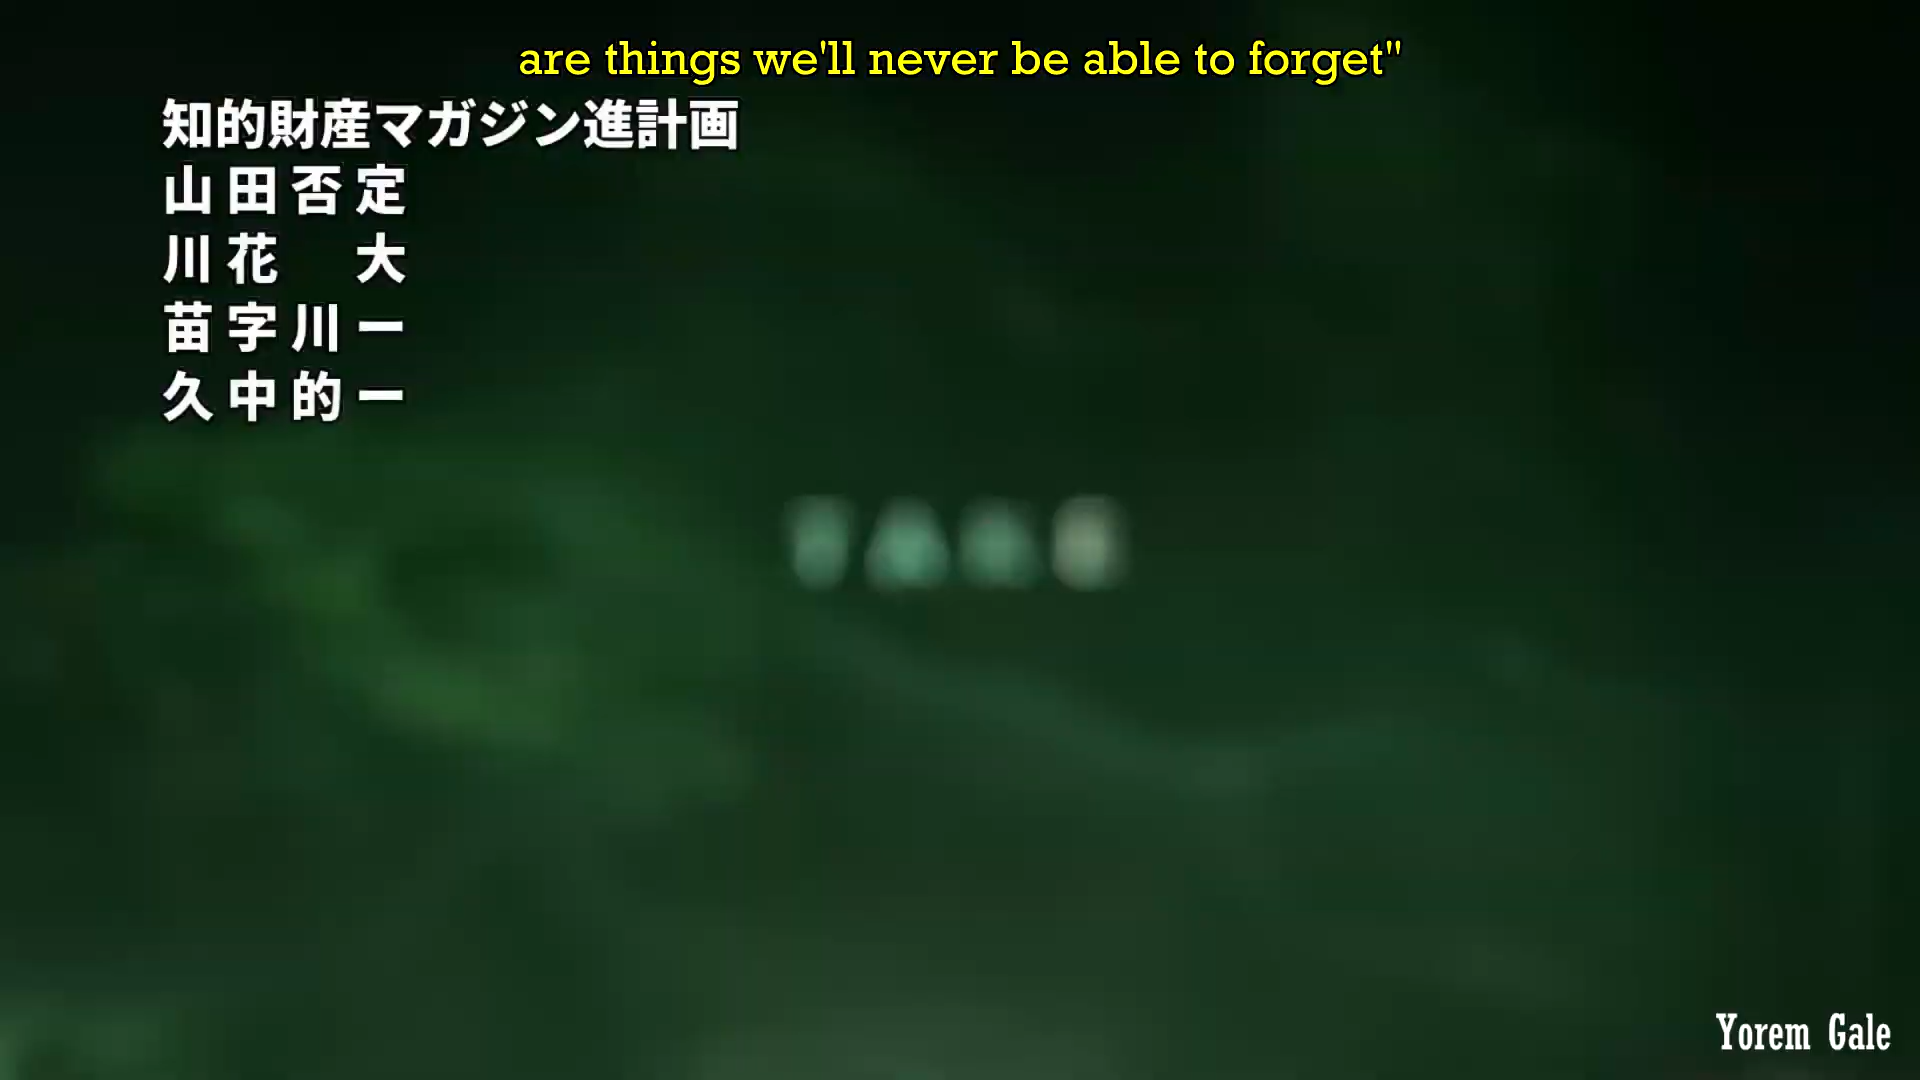 are things we'll never be able to forget"
知的財産マガジン進計画
山田否定
川花　大
苗字川一
久中的一
Yorem Gale